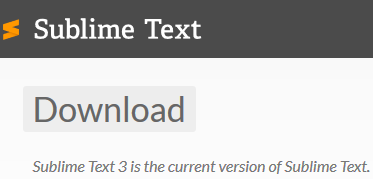 Sublime Text
Download
Sublime Text 3 is the current version of Sublime Text.